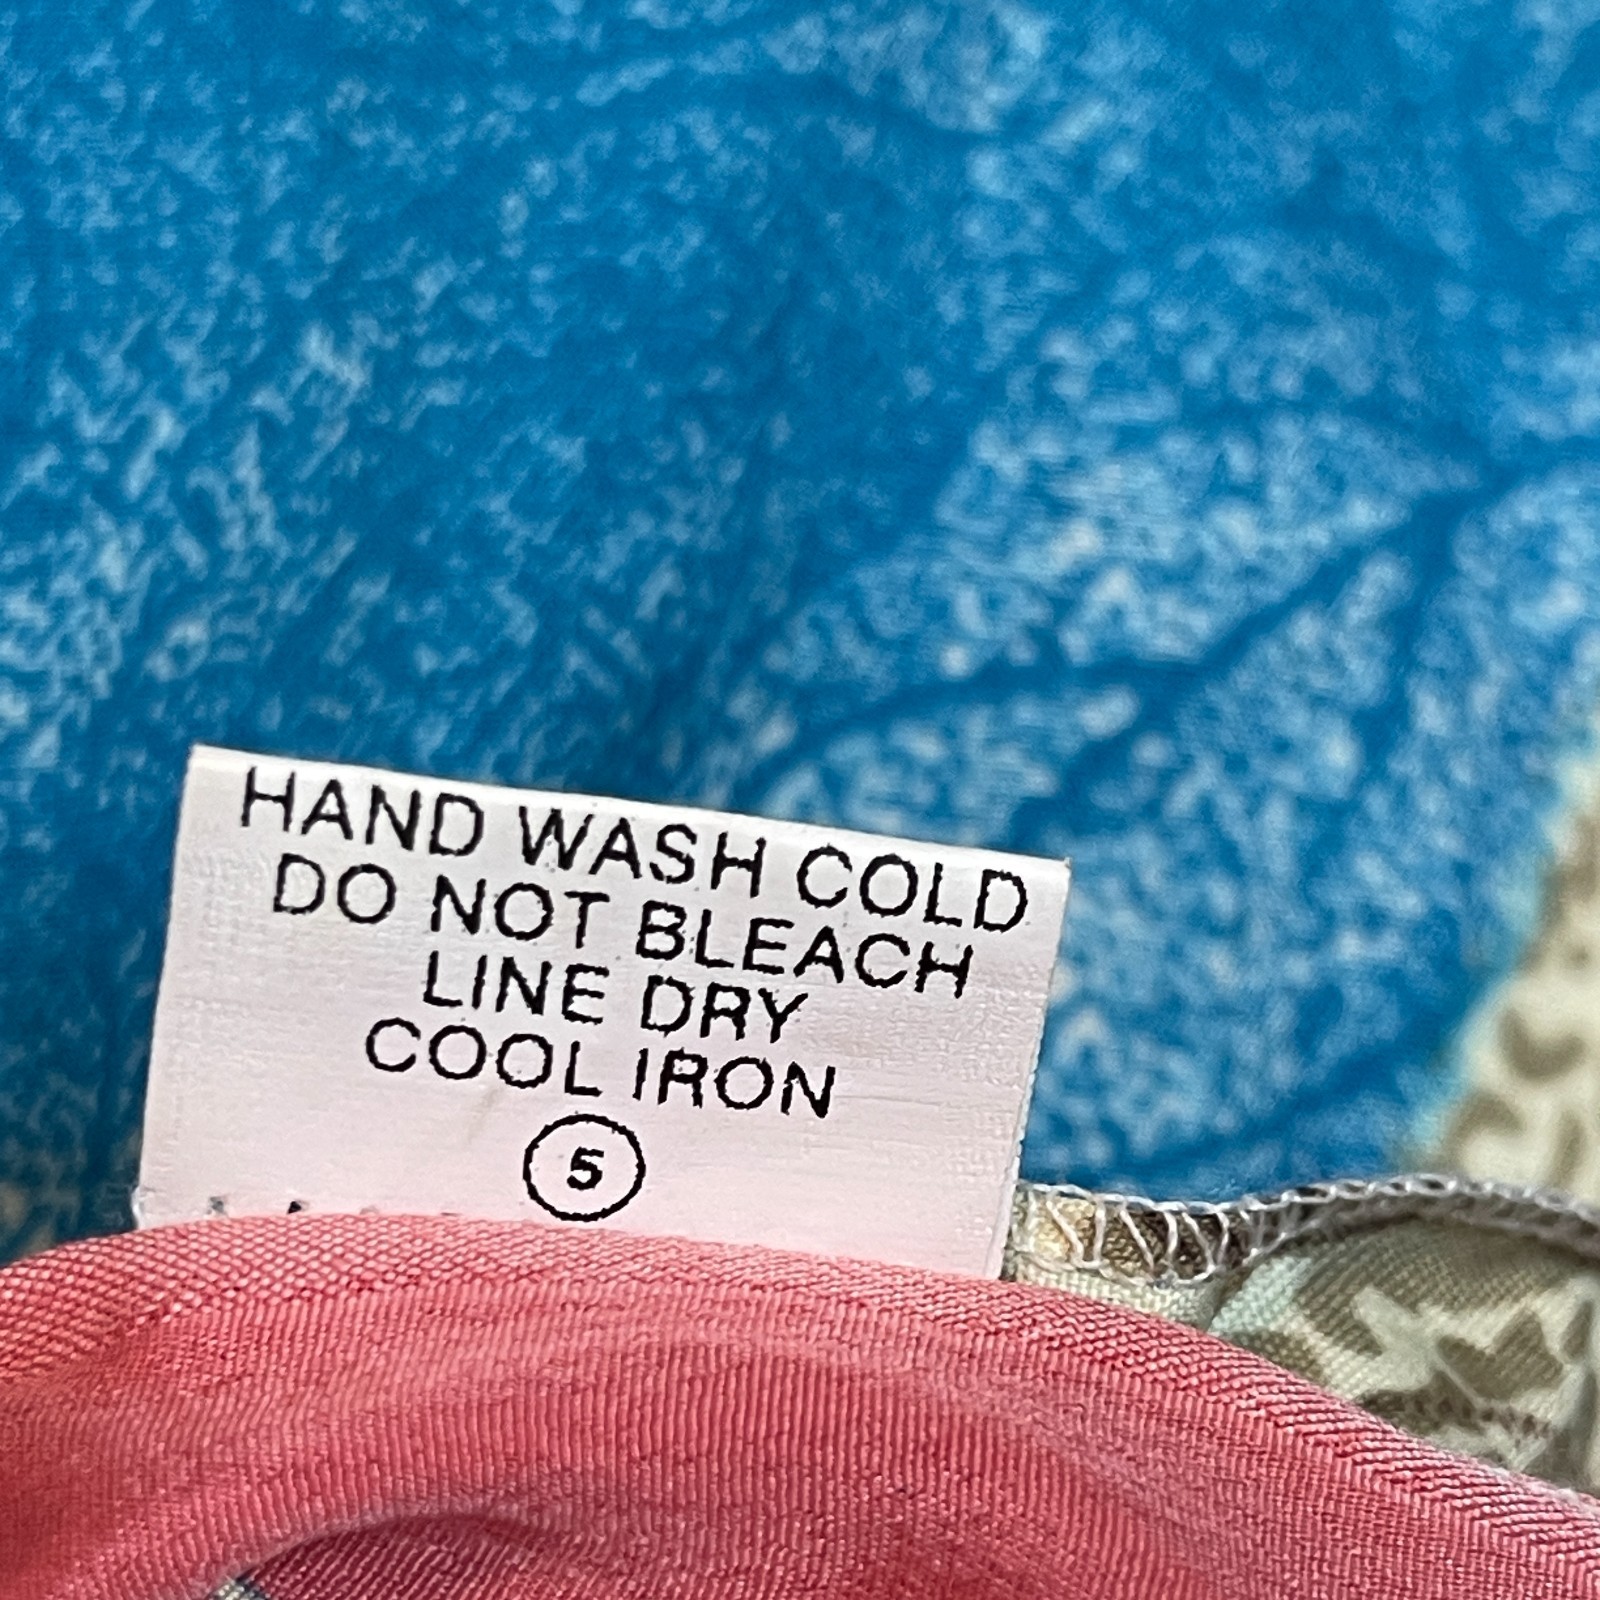 HAND WASH COLD
DO NOT BLEACH
LINE DRY
COOL IRON
5